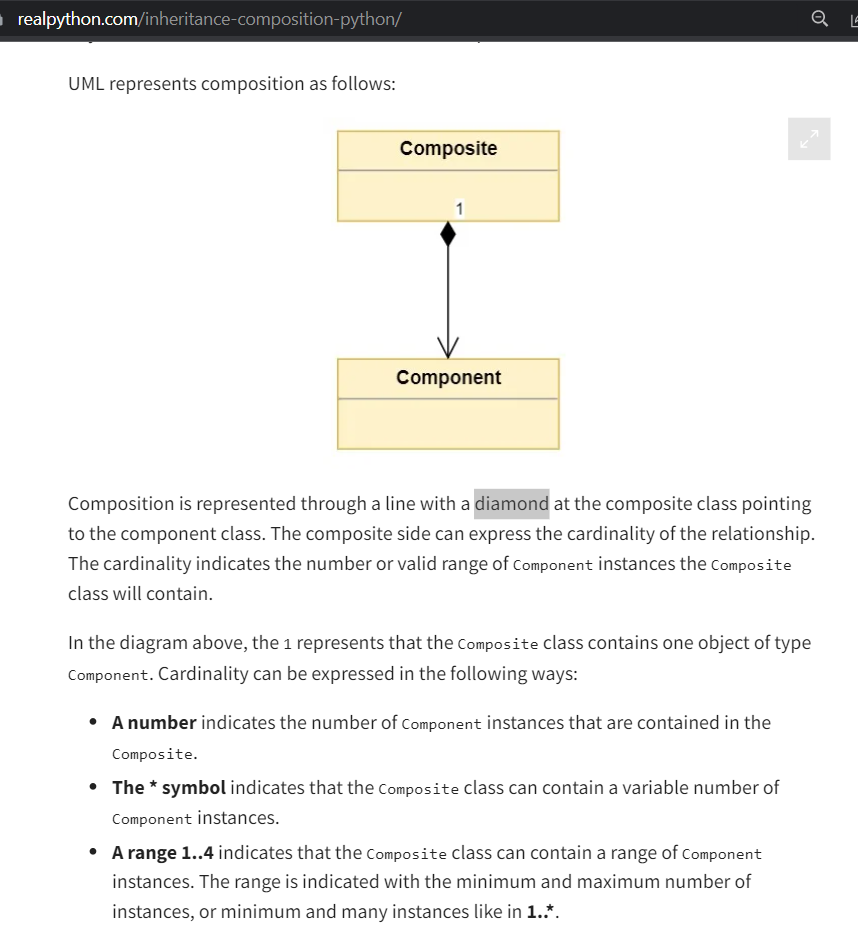 realpython.com/inheritance-composition-python/
UML represents composition as follows:
Composite
1
Component
Composition is represented through a line with a diamond at the composite class pointing
to the component class. The composite side can express the cardinality of the relationship.
The cardinality indicates the number or valid range of Component instances the Composite
class will contain.
In the diagram above, the 1 represents that the Composite class contains one object of type
Component. Cardinality can be expressed in the following ways:
• A number indicates the number of Component instances that are contained in the
Composite.
• The * symbol indicates that the Composite class can contain a variable number of
Component instances.
• A range 1..4 indicates that the Composite class can contain a range of Component
instances. The range is indicated with the minimum and maximum number of
instances, or minimum and many instances like in 1..*.